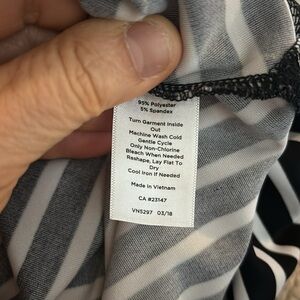 95% Polyester
5% Spandex
Turn Garment Inside
Out
Machine Wash Cold
Gentle Cycle
Only Non-Chlorine
Bleach When Needed
Reshape, Lay Flat To
Dry
Cool Iron If Needed
Made in Vietnam
CA #23147
VN5297 03/18